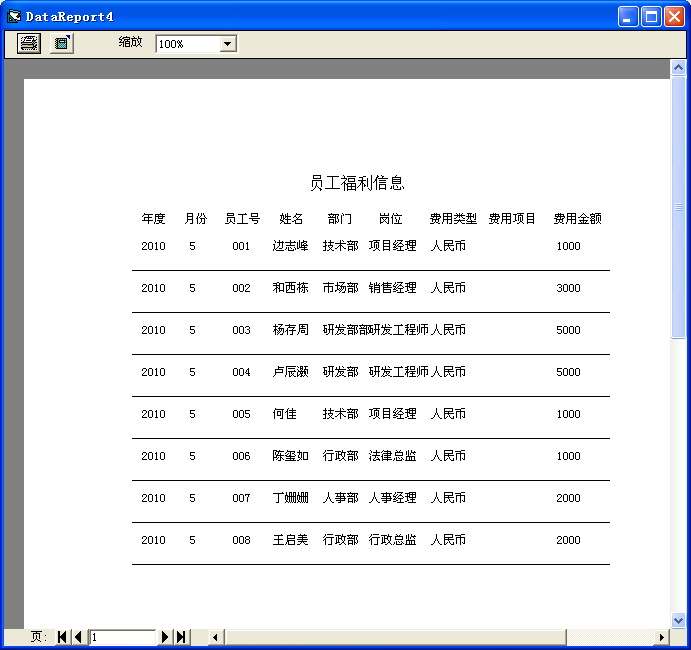 DataReport4
缩放 100%
员工福利信息
年度 月份 员工号 姓名 部门 岗位 费用类型 费用项目 费用金额
2010 5 001 边志峰 技术部 项目经理 人民币 1000
2010 5 002 和西栋 市场部 销售经理 人民币 3000
2010 5 003 杨存周 研发部部研发工程师 人民币 5000
2010 5 004 卢辰灏 研发部 研发工程师 人民币 5000
2010 5 005 何佳 技术部 项目经理 人民币 1000
2010 5 006 陈玺如 行政部 法律总监 人民币 1000
2010 5 007 丁姗姗 人事部 人事经理 人民币 2000
2010 5 008 王启美 行政部 行政总监 人民币 2000
页: 1